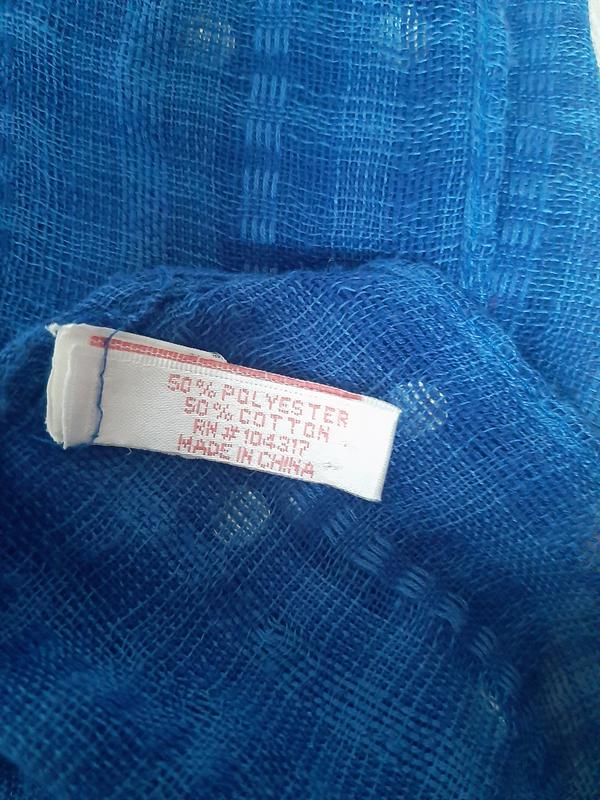 50% POLYESTER
50% COTTON
RN #104317
MADE IN CHINA